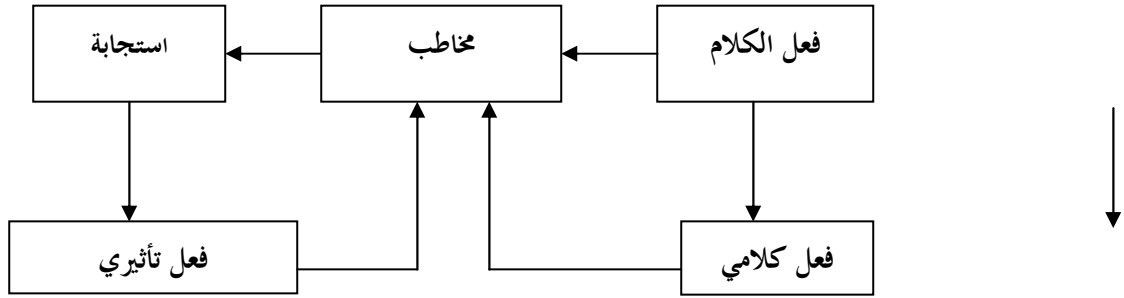 فعل الكلام
مخاطب
استجابة
فعل كلامي
فعل تأثيري